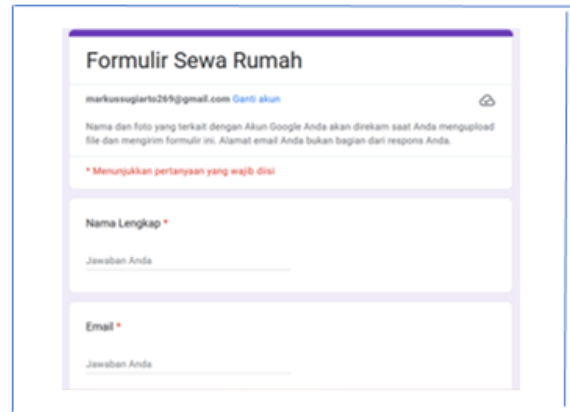 Formulir Sewa Rumah
markussugiarto269@gmail.com Ganti akun
Nama dan foto yang terkait dengan Akun Google Anda akan direkam saat Anda mengupload
file dan mengirim formulir ini. Alamat email Anda bukan bagian dari respons Anda.
* Menunjukkan pertanyaan yang wajib diisi
Nama Lengkap *
Jawaban Anda
Email *
Jawaban Anda